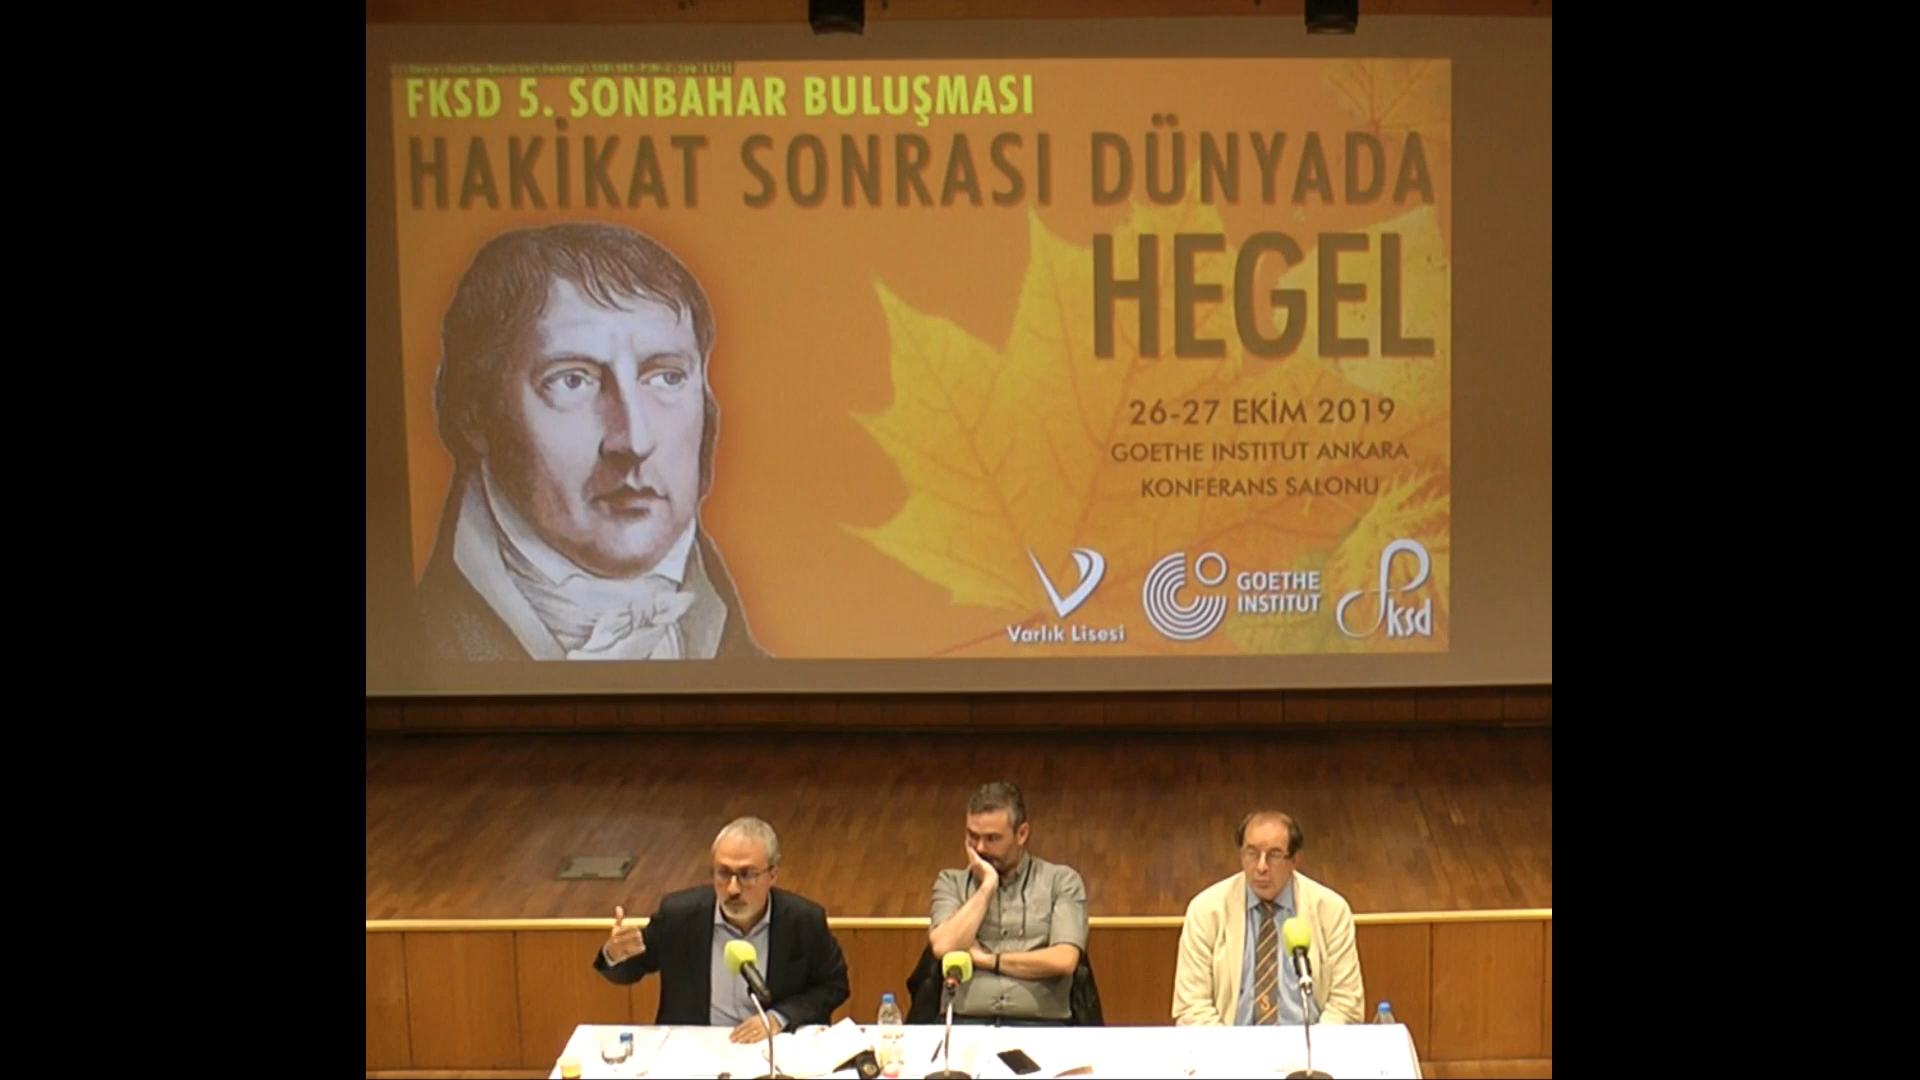 FKSD 5. SONBAHAR BULUŞMASI
HAKİKAT SONRASI DÜNYADA
HEGEL
26-27 EKİM 2019
GOETHE INSTITUT ANKARA
KONFERANS SALONU
Varlık Lisesi
GOETHE
INSTITUT
fksd